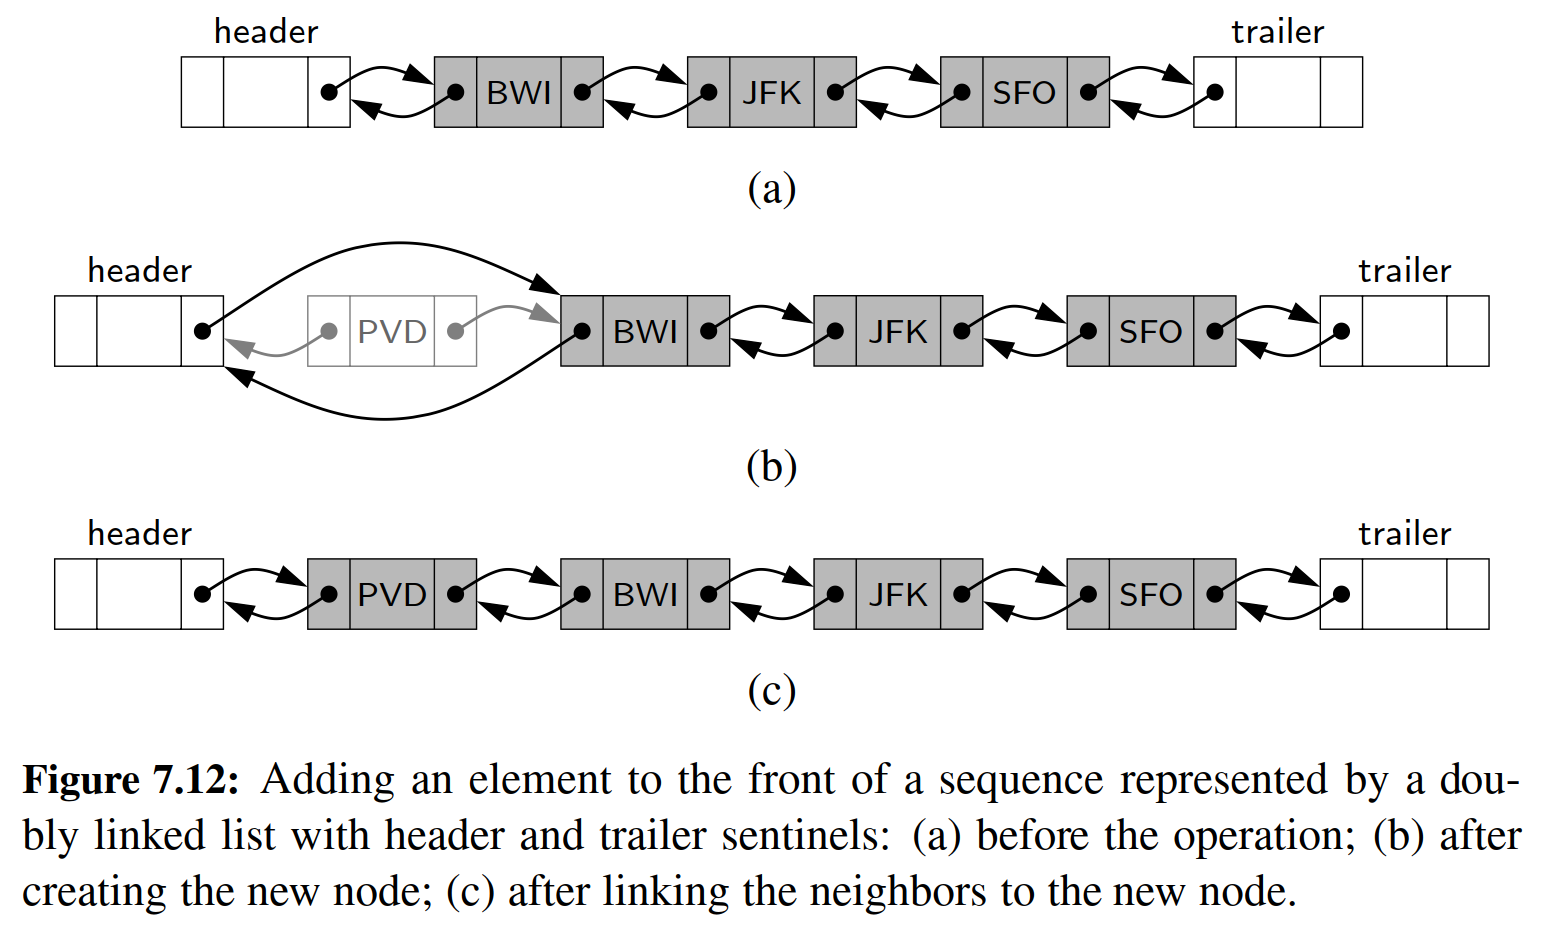 header trailer
BWI JFK SFO
(a)
header trailer
PVD BWI JFK SFO
(b)
header trailer
PVD BWI JFK SFO
(c)
Figure 7.12: Adding an element to the front of a sequence represented by a dou-
bly linked list with header and trailer sentinels: (a) before the operation; (b) after
creating the new node; (c) after linking the neighbors to the new node.